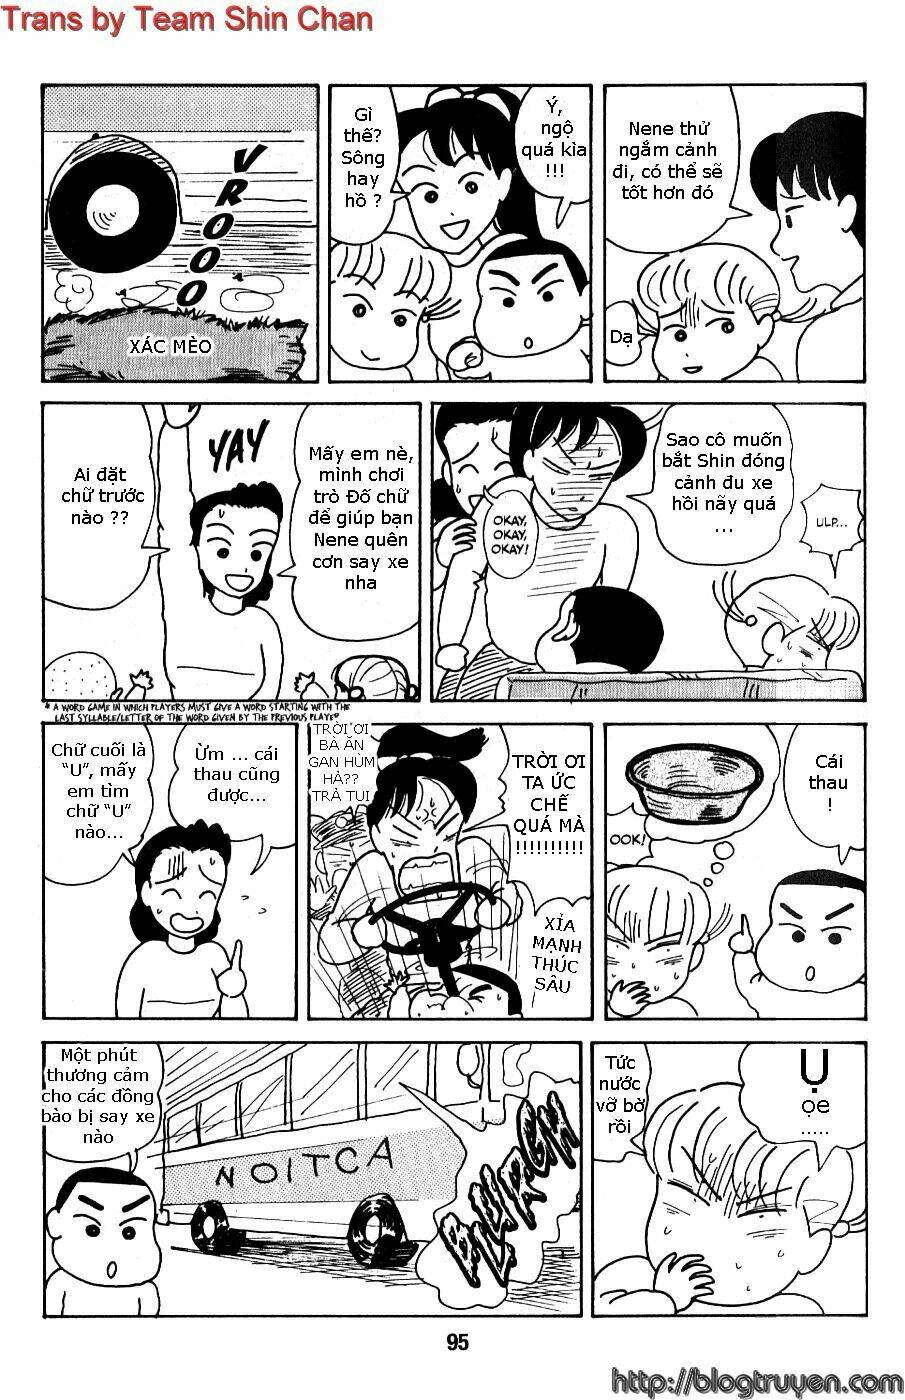 Trans by Team Shin Chan
Nene thử
ngắm cảnh
đi, có thể sẽ
tốt hơn đó
Dạ
Ý,
ngộ
quá kìa
!!!
Gì
thế?
Sông
hay
hồ ?
VROOO
XÁC MÈO
Sao cô muốn
bắt Shin đóng
cảnh đu xe
hồi nãy quá
...
OKAY,
OKAY,
OKAY!
ULP...
Mấy em nè,
mình chơi
trò Đố chữ
để giúp bạn
Nene quên
cơn say xe
nha
YAY
Ai đặt
chữ trước
nào ??
* A WORD GAME IN WHICH PLAYERS MUST GIVE A WORD STARTING WITH THE
LAST SYLLABLE/LETTER OF THE WORD GIVEN BY THE PREVIOUS PLAYER
Cái
thau
!
OOK!
TRỜI ƠI
TA ỨC
CHẾ
QUÁ MÀ
!!!!!!!!!!
TRỜI ƠI
BÀ ĂN
GAN HÙM
HẢ??
TRẢ TUI
XỈA
MẠNH
THÚC
SÂU
Ừm ... cái
thau cũng
được...
Chữ cuối là
“U”, mấy
em tìm
chữ “U”
nào...
Ụ
ọe
.....
Tức
nước
vỡ bờ
rồi
Một phút
thương cảm
cho các đồng
bào bị say xe
nào
NOITCA
95
http://blogtruyen.com